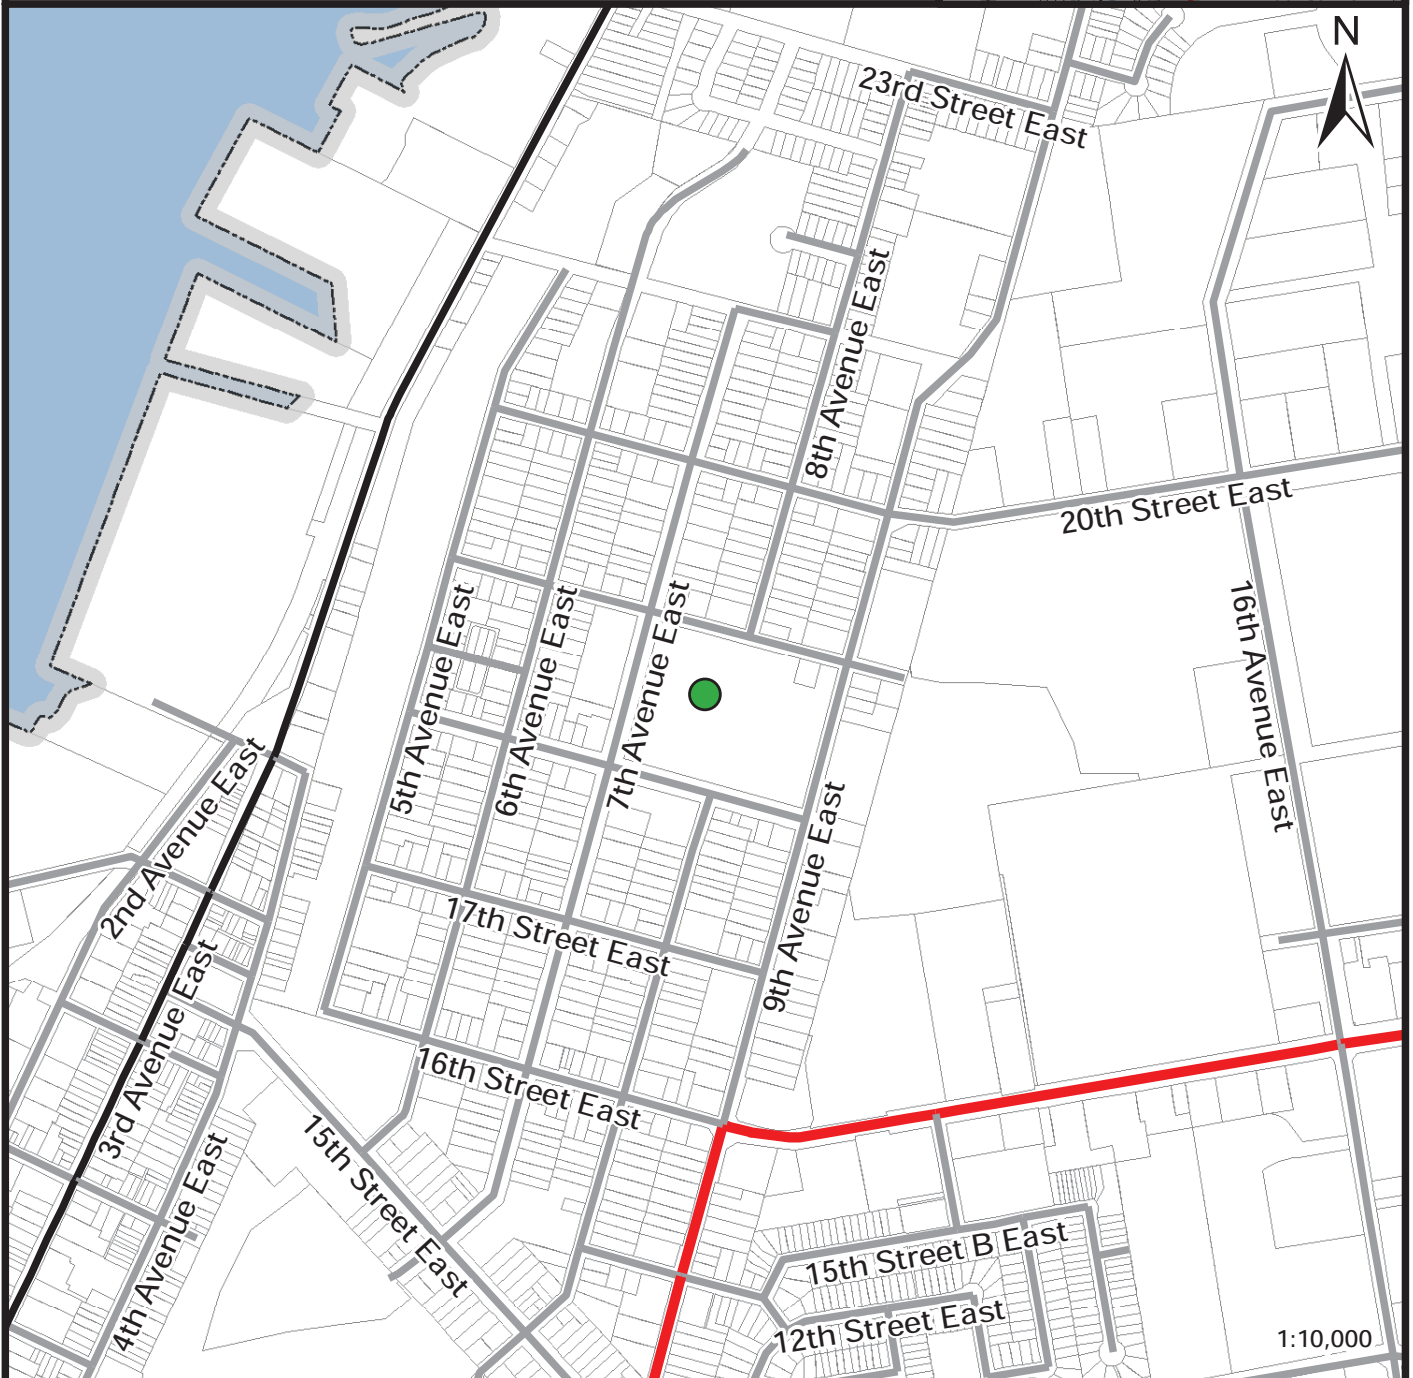 N
23rd Street East
8th Avenue East
20th Street East
5th Avenue East
6th Avenue East
7th Avenue East
16th Avenue East
2nd Avenue East
9th Avenue East
17th Street East
3rd Avenue East
16th Street East
15th Street East
4th Avenue East
15th Street B East
12th Street East
1:10,000